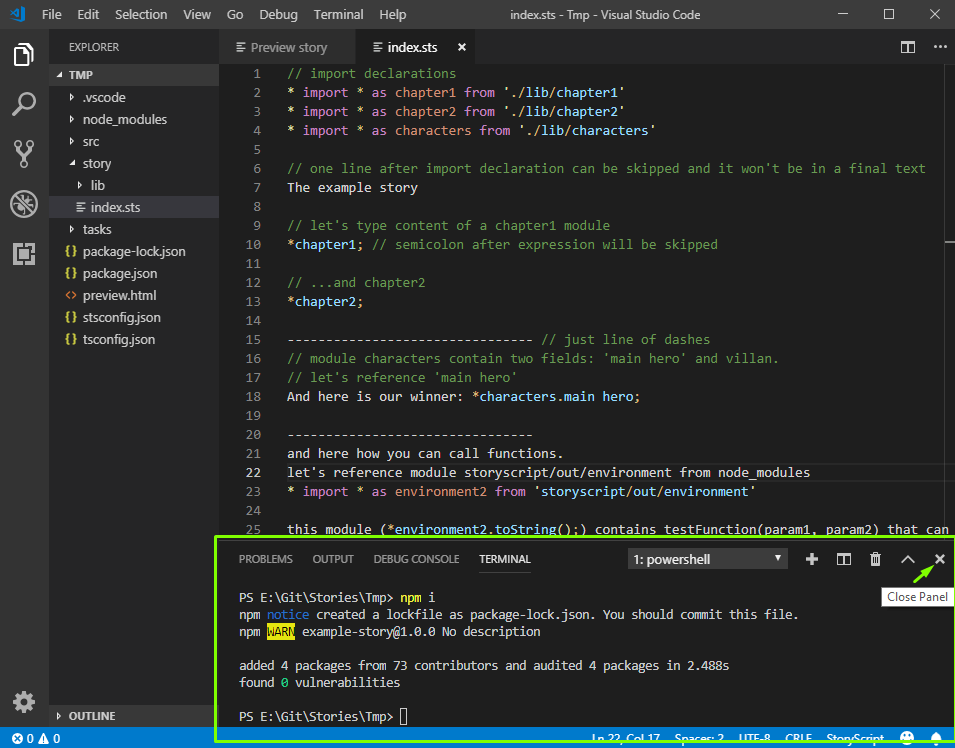 File Edit Selection View Go Debug Terminal Help index.sts - Tmp - Visual Studio Code
EXPLORER
TMP
.vscode
node_modules
src
story
lib
index.sts
tasks
package-lock.json
package.json
preview.html
stsconfig.json
tsconfig.json
OUTLINE
Preview story index.sts
1 // import declarations
2 * import * as chapter1 from './lib/chapter1'
3 * import * as chapter2 from './lib/chapter2'
4 * import * as characters from './lib/characters'
5
6 // one line after import declaration can be skipped and it won't be in a final text
7 The example story
8
9 // let's type content of a chapter1 module
10 *chapter1; // semicolon after expression will be skipped
11
12 // ...and chapter2
13 *chapter2;
14
15 -------------------------------- // just line of dashes
16 // module characters contain two fields: 'main hero' and villan.
17 // let's reference 'main hero'
18 And here is our winner: *characters.main hero;
19
20 --------------------------------
21 and here how you can call functions.
22 let's reference module storyscript/out/environment from node_modules
23 * import * as environment2 from 'storyscript/out/environment'
24
25 this module (*environment2.toString();) contains testFunction(param1, param2) that can
PROBLEMS OUTPUT DEBUG CONSOLE TERMINAL 1: powershell
Close Panel
PS E:\Git\Stories\Tmp> npm i
npm notice created a lockfile as package-lock.json. You should commit this file.
npm WARN example-story@1.0.0 No description
added 4 packages from 73 contributors and audited 4 packages in 2.488s
found 0 vulnerabilities
PS E:\Git\Stories\Tmp>
0 0 Ln 22, Col 17 Spaces: 2 UTF-8 CRLF StoryScript